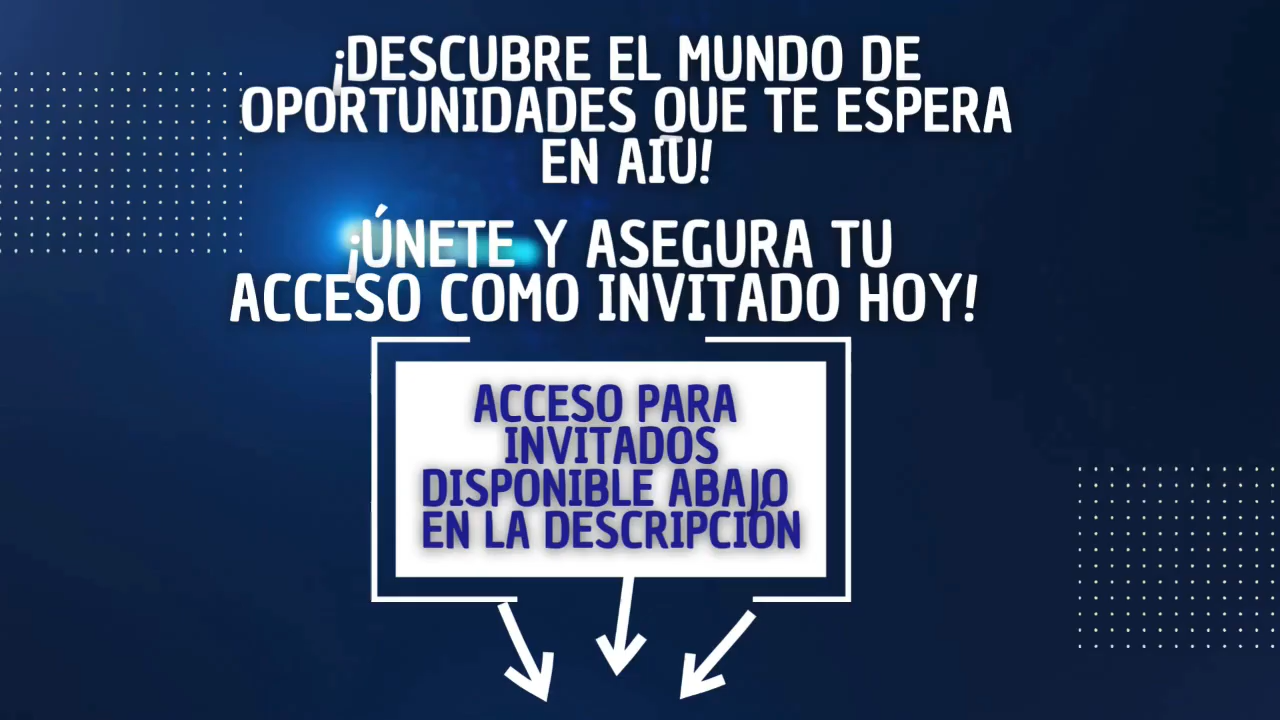 ¡DESCUBRE EL MUNDO DE
OPORTUNIDADES QUE TE ESPERA
EN AIU!
¡ÚNETE Y ASEGURA TU
ACCESO COMO INVITADO HOY!
ACCESO PARA
INVITADOS
DISPONIBLE ABAJO
EN LA DESCRIPCIÓN